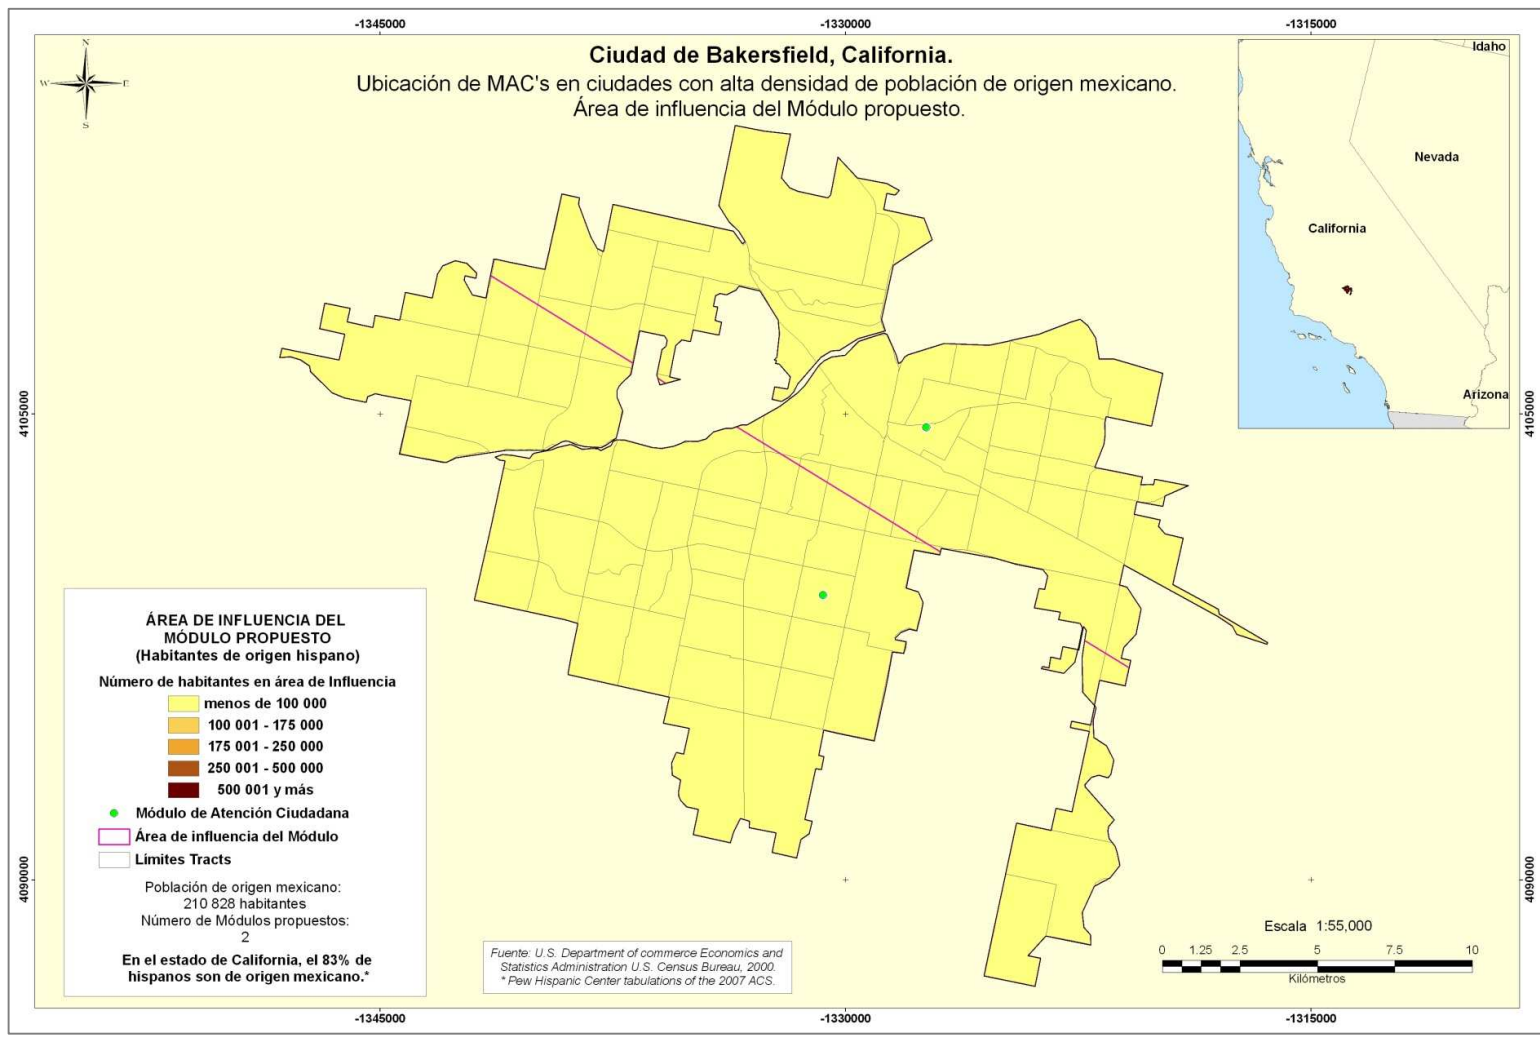 -1345000
-1330000
-1315000
Ciudad de Bakersfield, California.
Ubicación de MAC's en ciudades con alta densidad de población de origen mexicano.
Área de influencia del Módulo propuesto.
N
W
E
S
Idaho
Nevada
California
Arizona
4105000
4105000
ÁREA DE INFLUENCIA DEL
MÓDULO PROPUESTO
(Habitantes de origen hispano)
Número de habitantes en área de Influencia
menos de 100 000
100 001 - 175 000
175 001 - 250 000
250 001 - 500 000
500 001 y más
Módulo de Atención Ciudadana
Área de influencia del Módulo
Límites Tracts
Población de origen mexicano:
210 828 habitantes
Número de Módulos propuestos:
2
En el estado de California, el 83% de
hispanos son de origen mexicano.*
4090000
4090000
Fuente: U.S. Department of commerce Economics and
Statistics Administration U.S. Census Bureau, 2000.
* Pew Hispanic Center tabulations of the 2007 ACS.
Escala 1:55,000
0 1.25 2.5 5 7.5 10
Kilómetros
-1345000
-1330000
-1315000